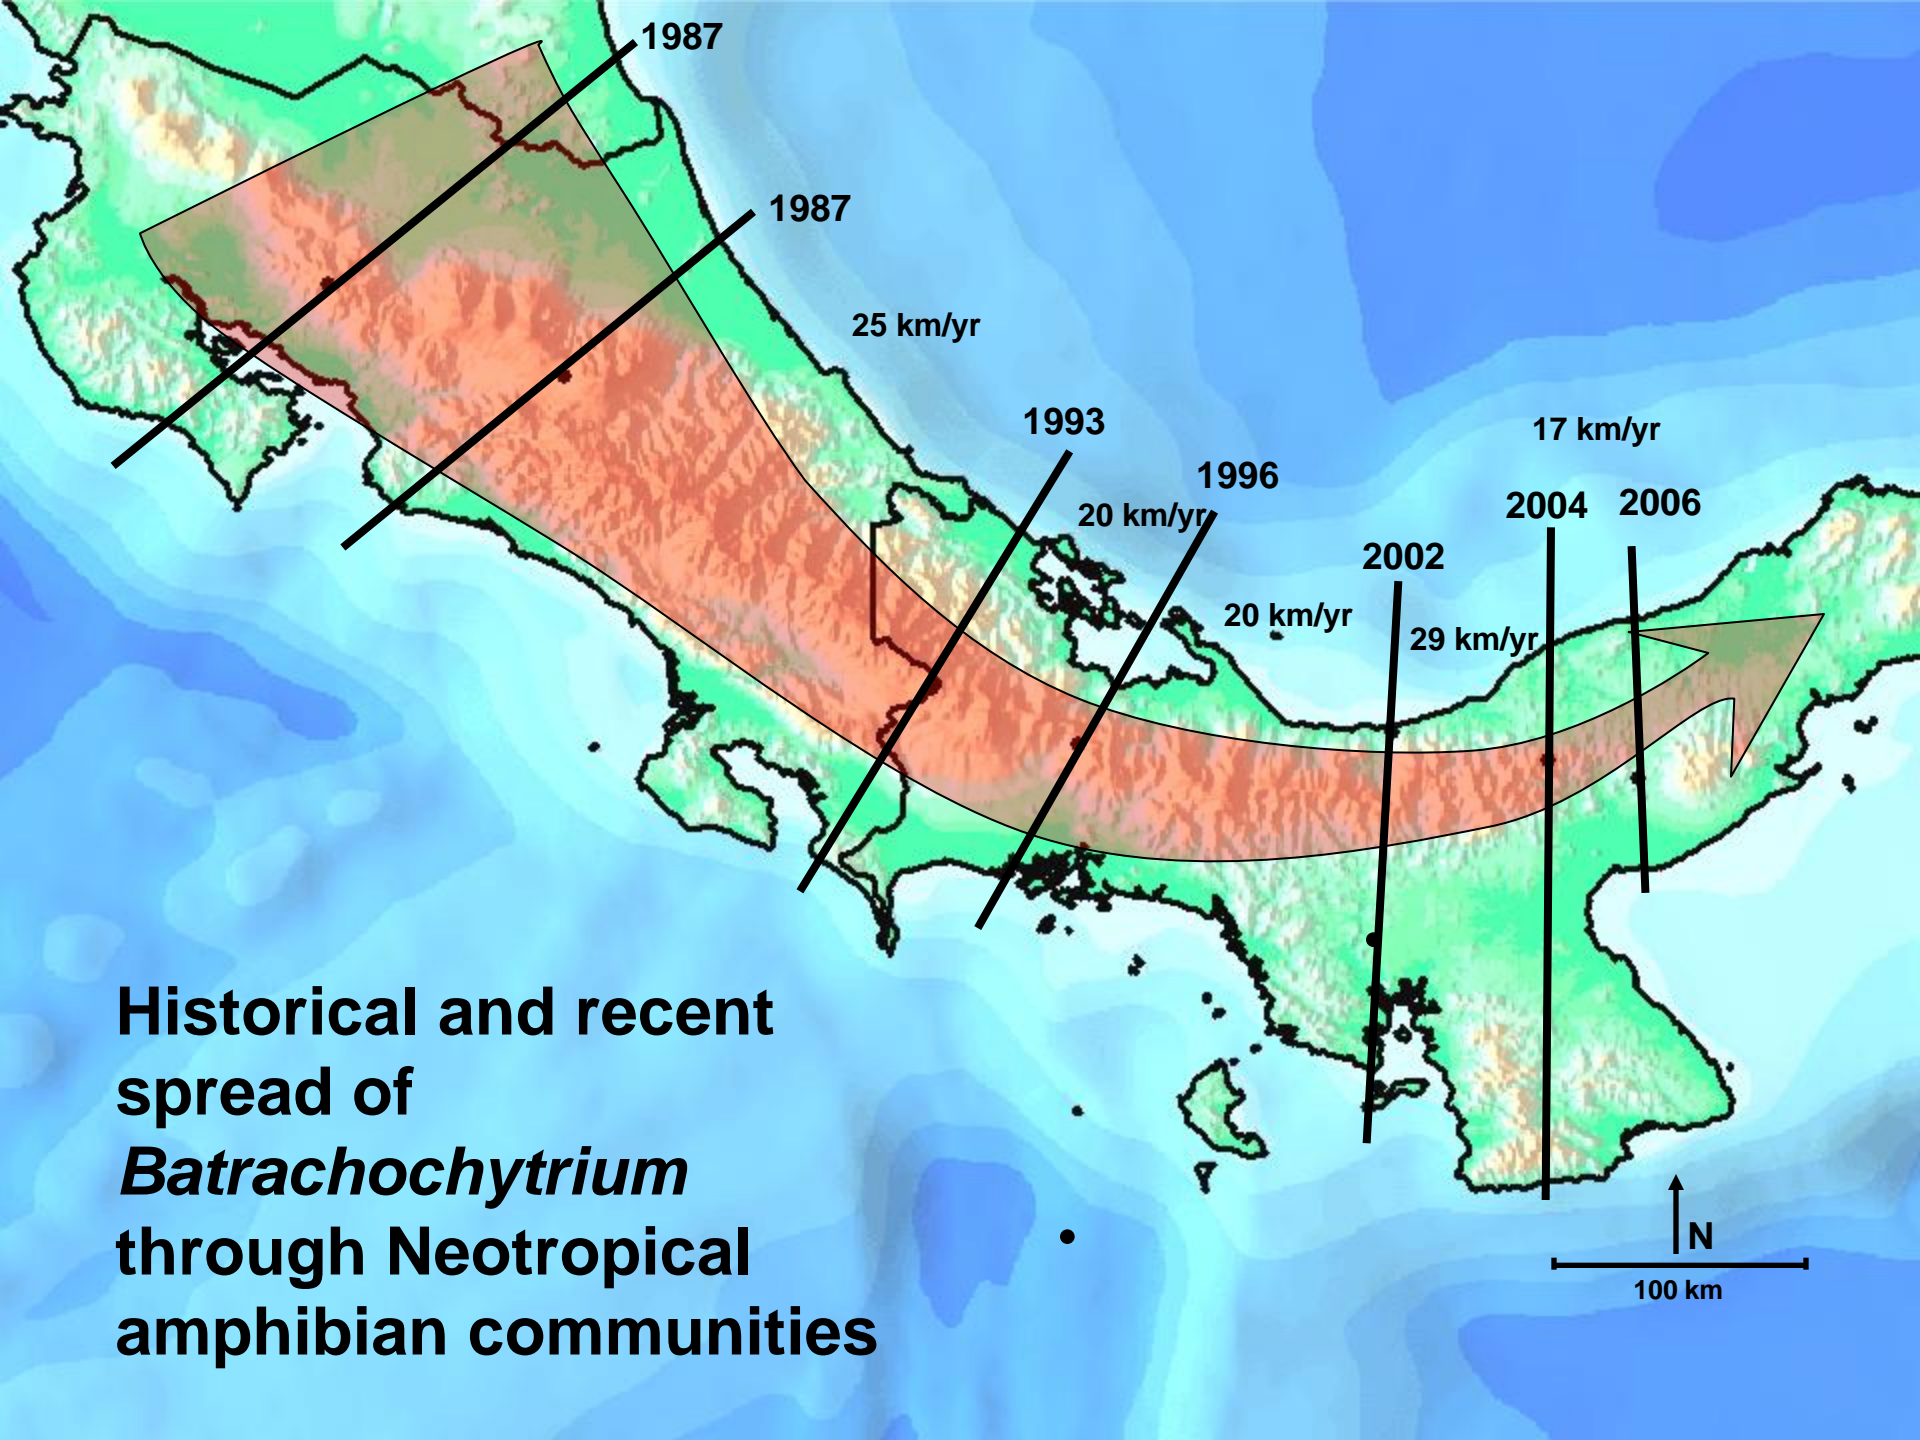 1987
1987
25 km/yr
1993
17 km/yr
1996
20 km/yr
2004
2006
2002
20 km/yr
29 km/yr
Historical and recent
spread of
Batrachochytrium
through Neotropical
amphibian communities
N
100 km